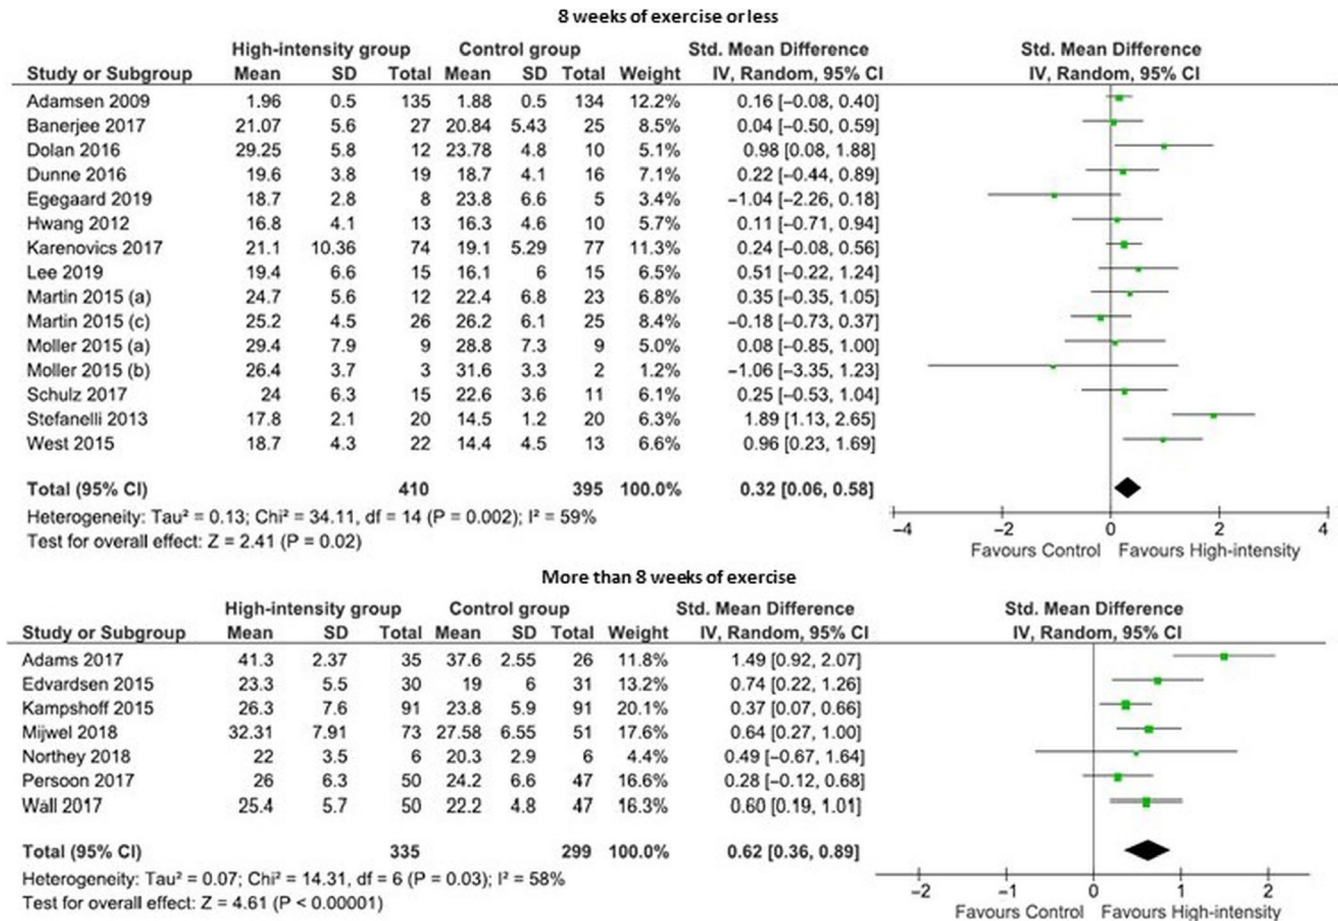 8 weeks of exercise or less
High-intensity group Control group Std. Mean Difference Std. Mean Difference
Study or Subgroup Mean SD Total Mean SD Total Weight IV, Random, 95% CI IV, Random, 95% CI
Adamsen 2009 1.96 0.5 135 1.88 0.5 134 12.2% 0.16 [−0.08, 0.40]
Banerjee 2017 21.07 5.6 27 20.84 5.43 25 8.5% 0.04 [−0.50, 0.59]
Dolan 2016 29.25 5.8 12 23.78 4.8 10 5.1% 0.98 [0.08, 1.88]
Dunne 2016 19.6 3.8 19 18.7 4.1 16 7.1% 0.22 [−0.44, 0.89]
Egegaard 2019 18.7 2.8 8 23.8 6.6 5 3.4% −1.04 [−2.26, 0.18]
Hwang 2012 16.8 4.1 13 16.3 4.6 10 5.7% 0.11 [−0.71, 0.94]
Karenovics 2017 21.1 10.36 74 19.1 5.29 77 11.3% 0.24 [−0.08, 0.56]
Lee 2019 19.4 6.6 15 16.1 6 15 6.5% 0.51 [−0.22, 1.24]
Martin 2015 (a) 24.7 5.6 12 22.4 6.8 23 6.8% 0.35 [−0.35, 1.05]
Martin 2015 (c) 25.2 4.5 26 26.2 6.1 25 8.4% −0.18 [−0.73, 0.37]
Moller 2015 (a) 29.4 7.9 9 28.8 7.3 9 5.0% 0.08 [−0.85, 1.00]
Moller 2015 (b) 26.4 3.7 3 31.6 3.3 2 1.2% −1.06 [−3.35, 1.23]
Schulz 2017 24 6.3 15 22.6 3.6 11 6.1% 0.25 [−0.53, 1.04]
Stefanelli 2013 17.8 2.1 20 14.5 1.2 20 6.3% 1.89 [1.13, 2.65]
West 2015 18.7 4.3 22 14.4 4.5 13 6.6% 0.96 [0.23, 1.69]
Total (95% CI) 410 395 100.0% 0.32 [0.06, 0.58]
Heterogeneity: Tau² = 0.13; Chi² = 34.11, df = 14 (P = 0.002); I² = 59%
Test for overall effect: Z = 2.41 (P = 0.02)
−4 −2 0 2 4
Favours Control Favours High-intensity
More than 8 weeks of exercise
High-intensity group Control group Std. Mean Difference Std. Mean Difference
Study or Subgroup Mean SD Total Mean SD Total Weight IV, Random, 95% CI IV, Random, 95% CI
Adams 2017 41.3 2.37 35 37.6 2.55 26 11.8% 1.49 [0.92, 2.07]
Edvardsen 2015 23.3 5.5 30 19 6 31 13.2% 0.74 [0.22, 1.26]
Kampshoff 2015 26.3 7.6 91 23.8 5.9 91 20.1% 0.37 [0.07, 0.66]
Mijwel 2018 32.31 7.91 73 27.58 6.55 51 17.6% 0.64 [0.27, 1.00]
Northey 2018 22 3.5 6 20.3 2.9 6 4.4% 0.49 [−0.67, 1.64]
Persoon 2017 26 6.3 50 24.2 6.6 47 16.6% 0.28 [−0.12, 0.68]
Wall 2017 25.4 5.7 50 22.2 4.8 47 16.3% 0.60 [0.19, 1.01]
Total (95% CI) 335 299 100.0% 0.62 [0.36, 0.89]
Heterogeneity: Tau² = 0.07; Chi² = 14.31, df = 6 (P = 0.03); I² = 58%
Test for overall effect: Z = 4.61 (P < 0.00001)
−2 −1 0 1 2
Favours Control Favours High-intensity